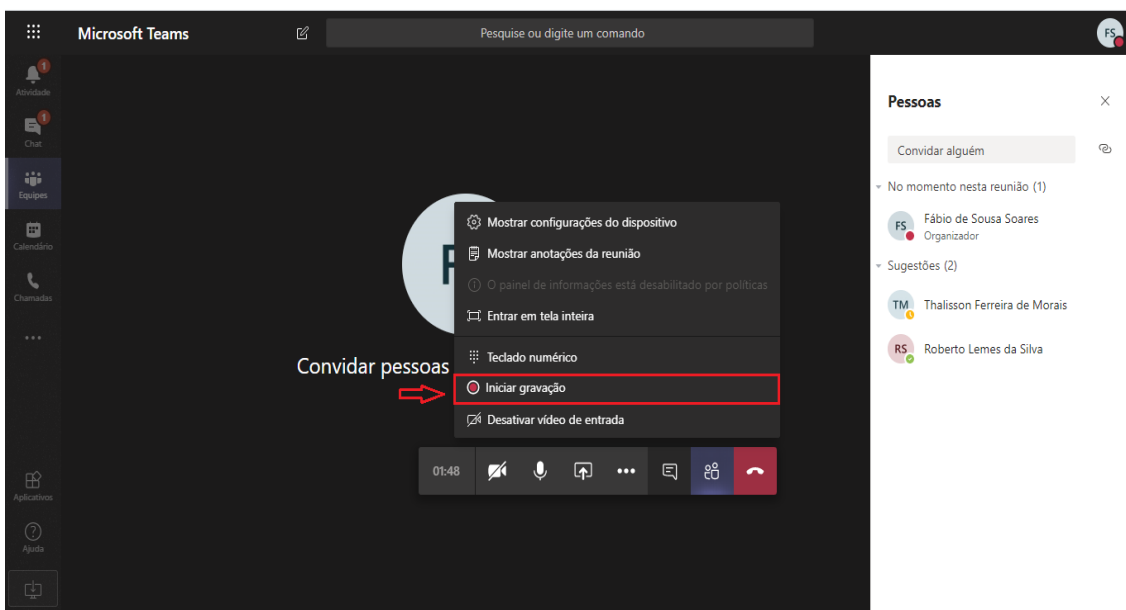 Microsoft Teams
Pesquise ou digite um comando
FS
1
Atividade
1
Chat
Equipes
Calendário
Chamadas
Aplicativos
Ajuda
F
Convidar pessoas
Mostrar configurações do dispositivo
Mostrar anotações da reunião
O painel de informações está desabilitado por políticas
Entrar em tela inteira
Teclado numérico
Iniciar gravação
Desativar vídeo de entrada
01:48
Pessoas
Convidar alguém
No momento nesta reunião (1)
FS
Fábio de Sousa Soares
Organizador
Sugestões (2)
TM
Thalisson Ferreira de Morais
RS
Roberto Lemes da Silva